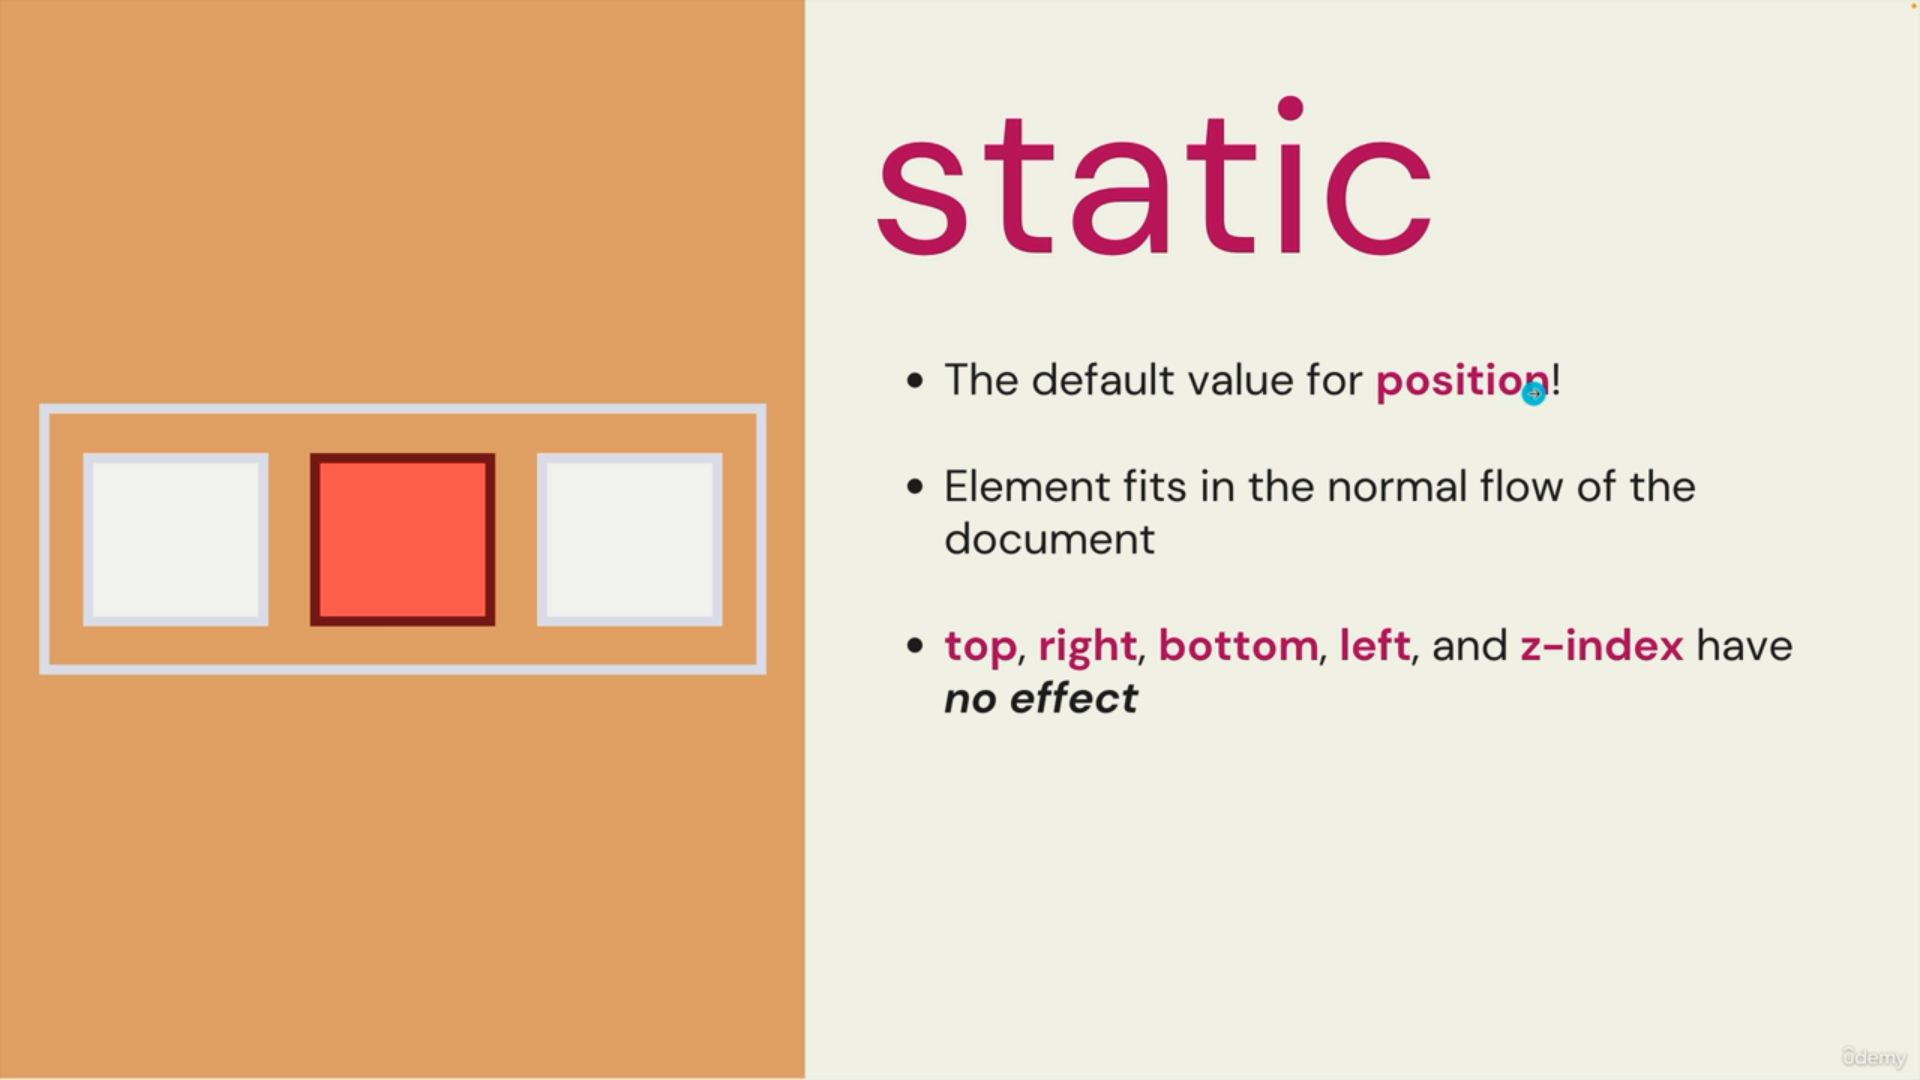 static
• The default value for position!
• Element fits in the normal flow of the
document
• top, right, bottom, left, and z-index have
no effect
ûdemy